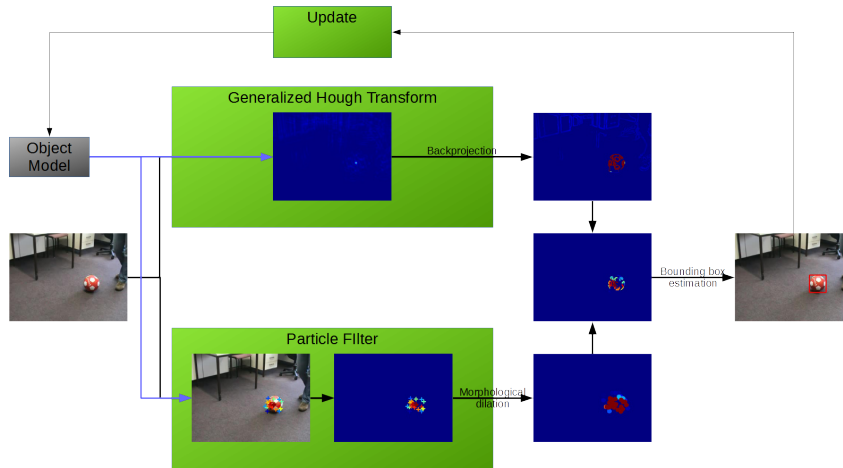 Update
Generalized Hough Transform
Object
Model
Backprojection
Bounding box
estimation
Particle FIlter
Morphological
dilation